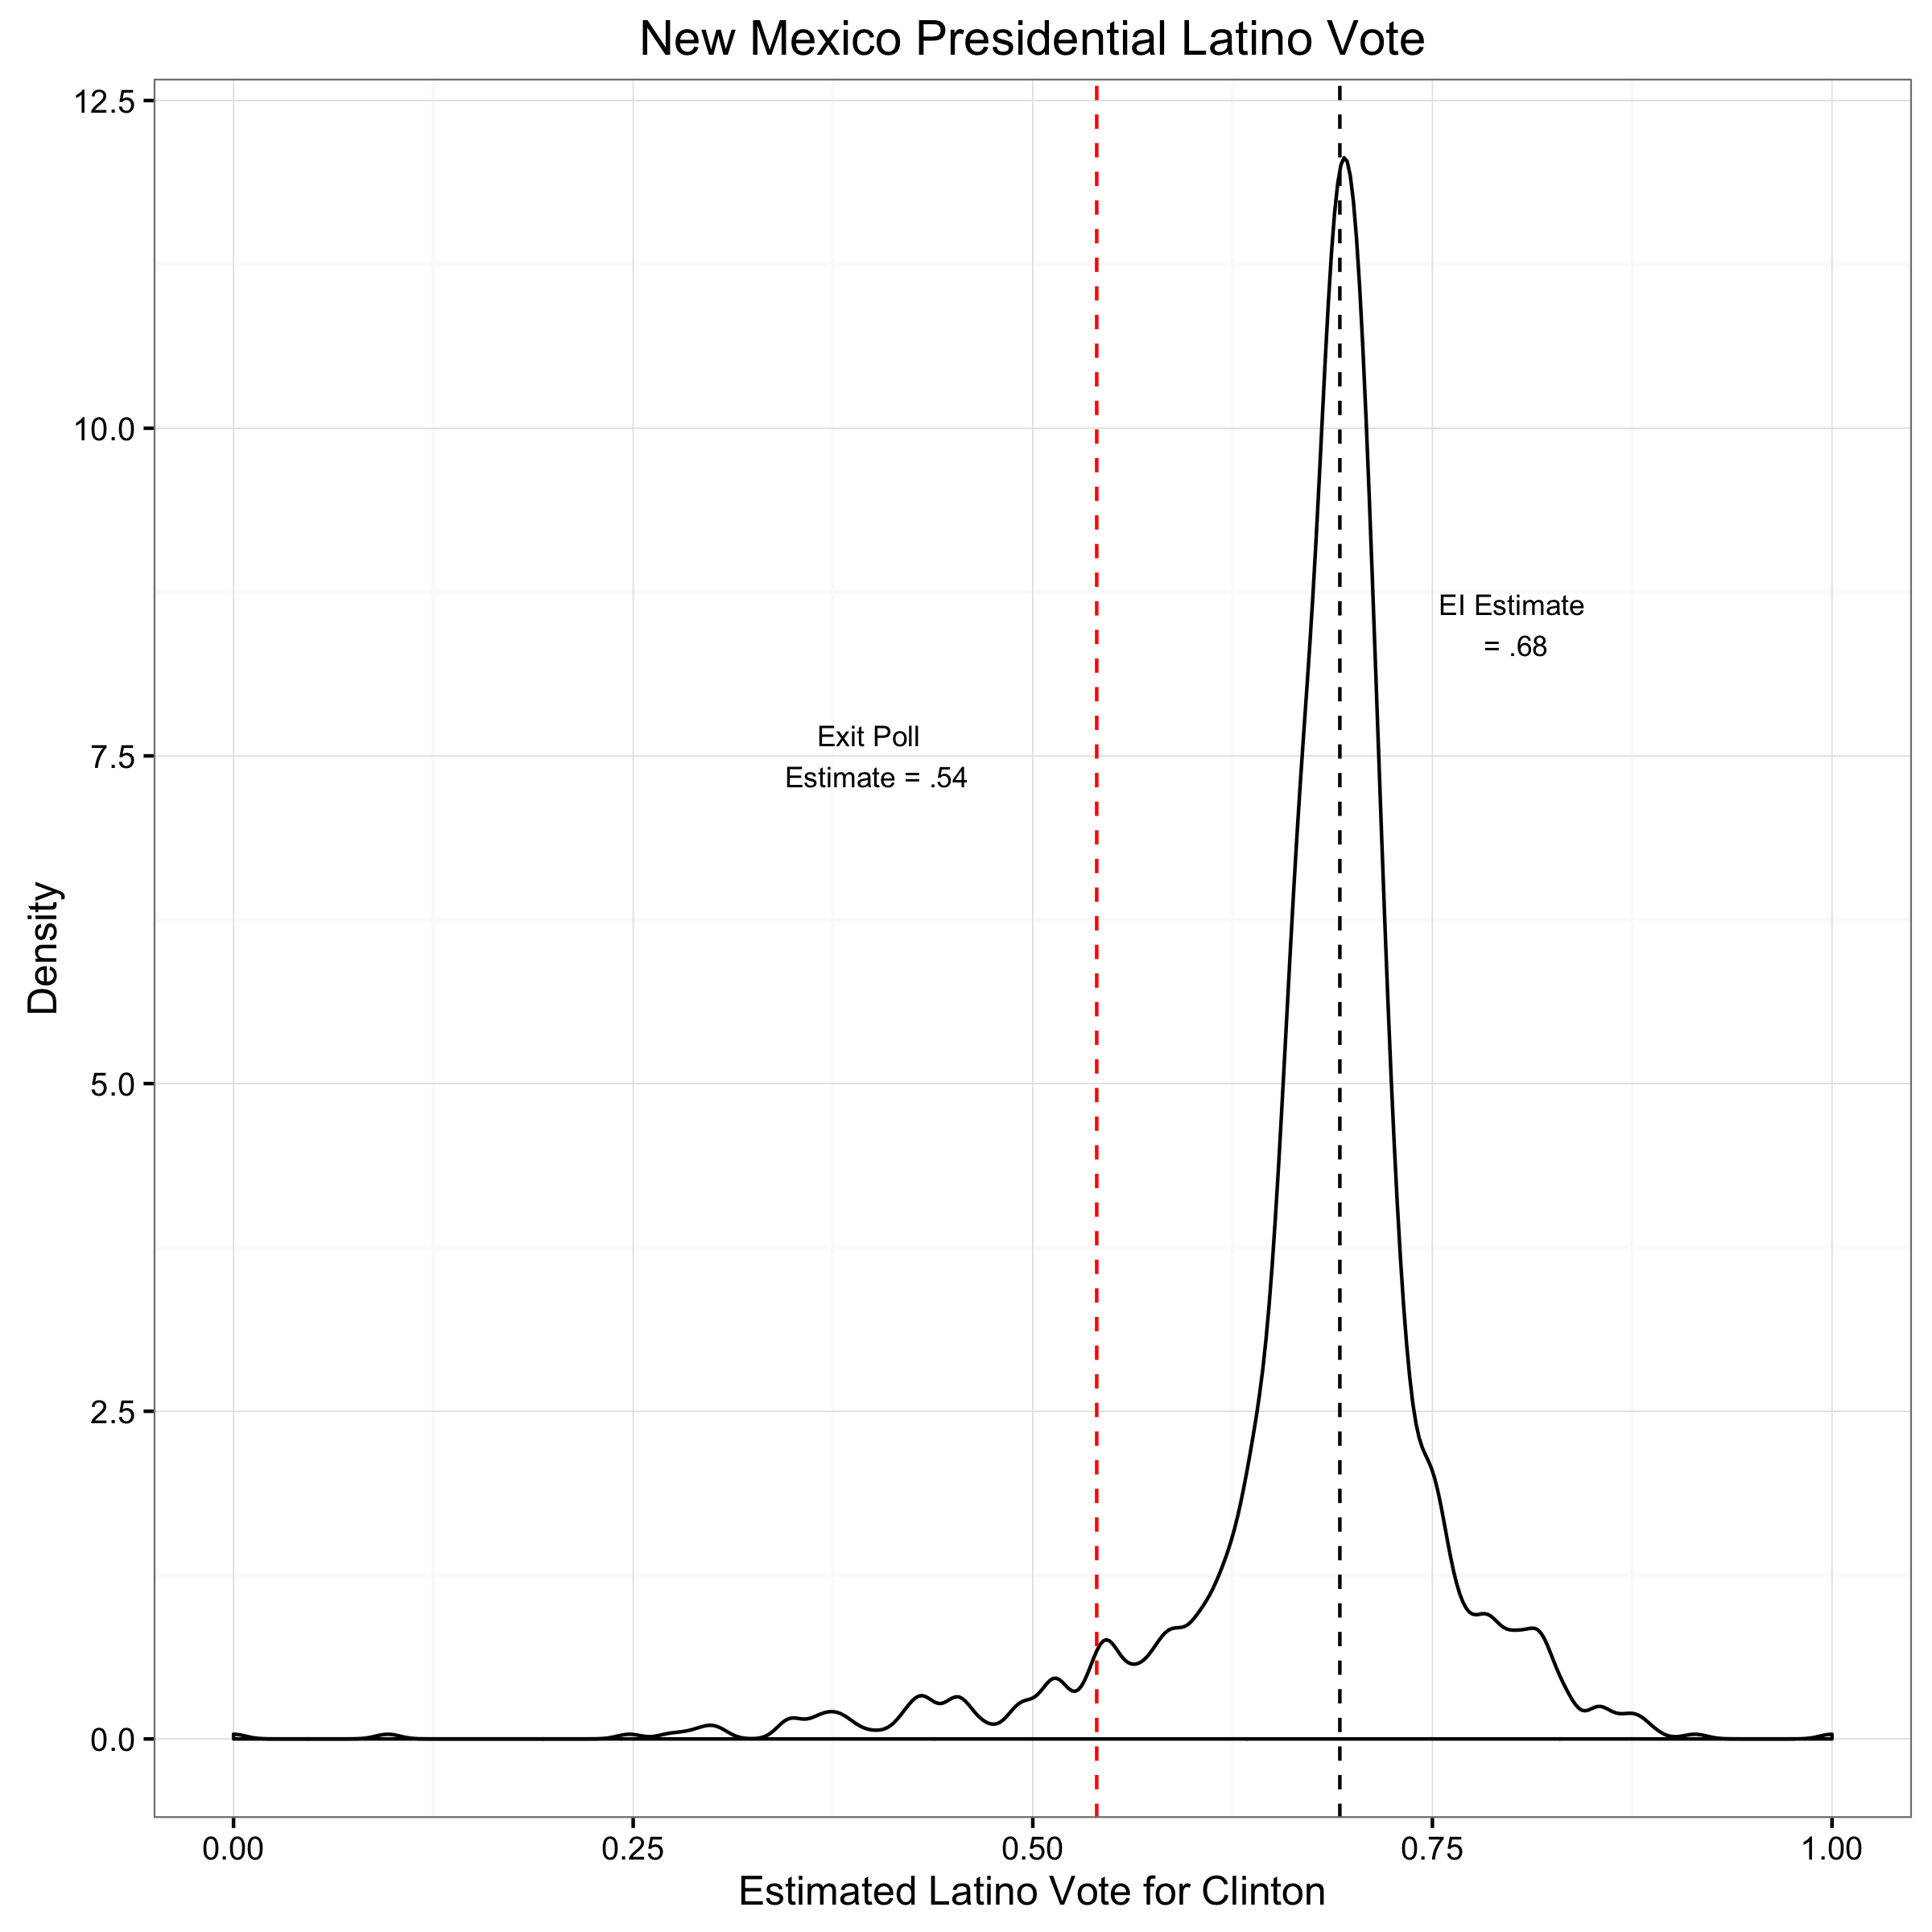 New Mexico Presidential Latino Vote
12.5
10.0
7.5
5.0
2.5
0.0
Density
EI Estimate
= .68
Exit Poll
Estimate = .54
0.00 0.25 0.50 0.75 1.00
Estimated Latino Vote for Clinton